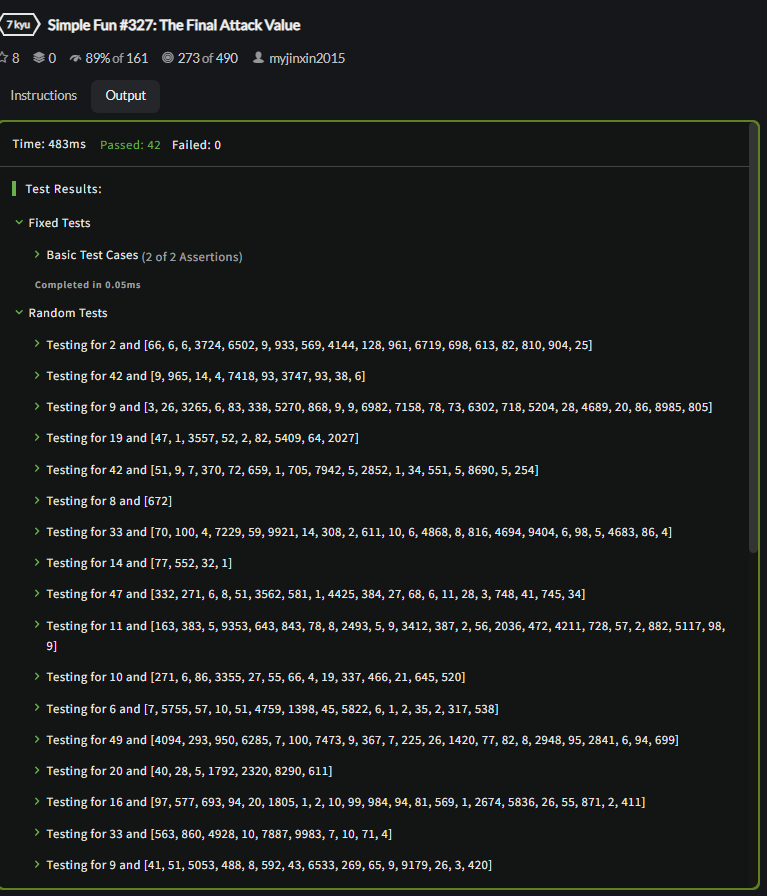 7 kyu Simple Fun #327: The Final Attack Value
8 0 89% of 161 273 of 490 myjinxin2015
Instructions Output
Time: 483ms Passed: 42 Failed: 0
Test Results:
Fixed Tests
Basic Test Cases (2 of 2 Assertions)
Completed in 0.05ms
Random Tests
Testing for 2 and [66, 6, 6, 3724, 6502, 9, 933, 569, 4144, 128, 961, 6719, 698, 613, 82, 810, 904, 25]
Testing for 42 and [9, 965, 14, 4, 7418, 93, 3747, 93, 38, 6]
Testing for 9 and [3, 26, 3265, 6, 83, 338, 5270, 868, 9, 9, 6982, 7158, 78, 73, 6302, 718, 5204, 28, 4689, 20, 86, 8985, 805]
Testing for 19 and [47, 1, 3557, 52, 2, 82, 5409, 64, 2027]
Testing for 42 and [51, 9, 7, 370, 72, 659, 1, 705, 7942, 5, 2852, 1, 34, 551, 5, 8690, 5, 254]
Testing for 8 and [672]
Testing for 33 and [70, 100, 4, 7229, 59, 9921, 14, 308, 2, 611, 10, 6, 4868, 8, 816, 4694, 9404, 6, 98, 5, 4683, 86, 4]
Testing for 14 and [77, 552, 32, 1]
Testing for 47 and [332, 271, 6, 8, 51, 3562, 581, 1, 4425, 384, 27, 68, 6, 11, 28, 3, 748, 41, 745, 34]
Testing for 11 and [163, 383, 5, 9353, 643, 843, 78, 8, 2493, 5, 9, 3412, 387, 2, 56, 2036, 472, 4211, 728, 57, 2, 882, 5117, 98,
9]
Testing for 10 and [271, 6, 86, 3355, 27, 55, 66, 4, 19, 337, 466, 21, 645, 520]
Testing for 6 and [7, 5755, 57, 10, 51, 4759, 1398, 45, 5822, 6, 1, 2, 35, 2, 317, 538]
Testing for 49 and [4094, 293, 950, 6285, 7, 100, 7473, 9, 367, 7, 225, 26, 1420, 77, 82, 8, 2948, 95, 2841, 6, 94, 699]
Testing for 20 and [40, 28, 5, 1792, 2320, 8290, 611]
Testing for 16 and [97, 577, 693, 94, 20, 1805, 1, 2, 10, 99, 984, 94, 81, 569, 1, 2674, 5836, 26, 55, 871, 2, 411]
Testing for 33 and [563, 860, 4928, 10, 7887, 9983, 7, 10, 71, 4]
Testing for 9 and [41, 51, 5053, 488, 8, 592, 43, 6533, 269, 65, 9, 9179, 26, 3, 420]